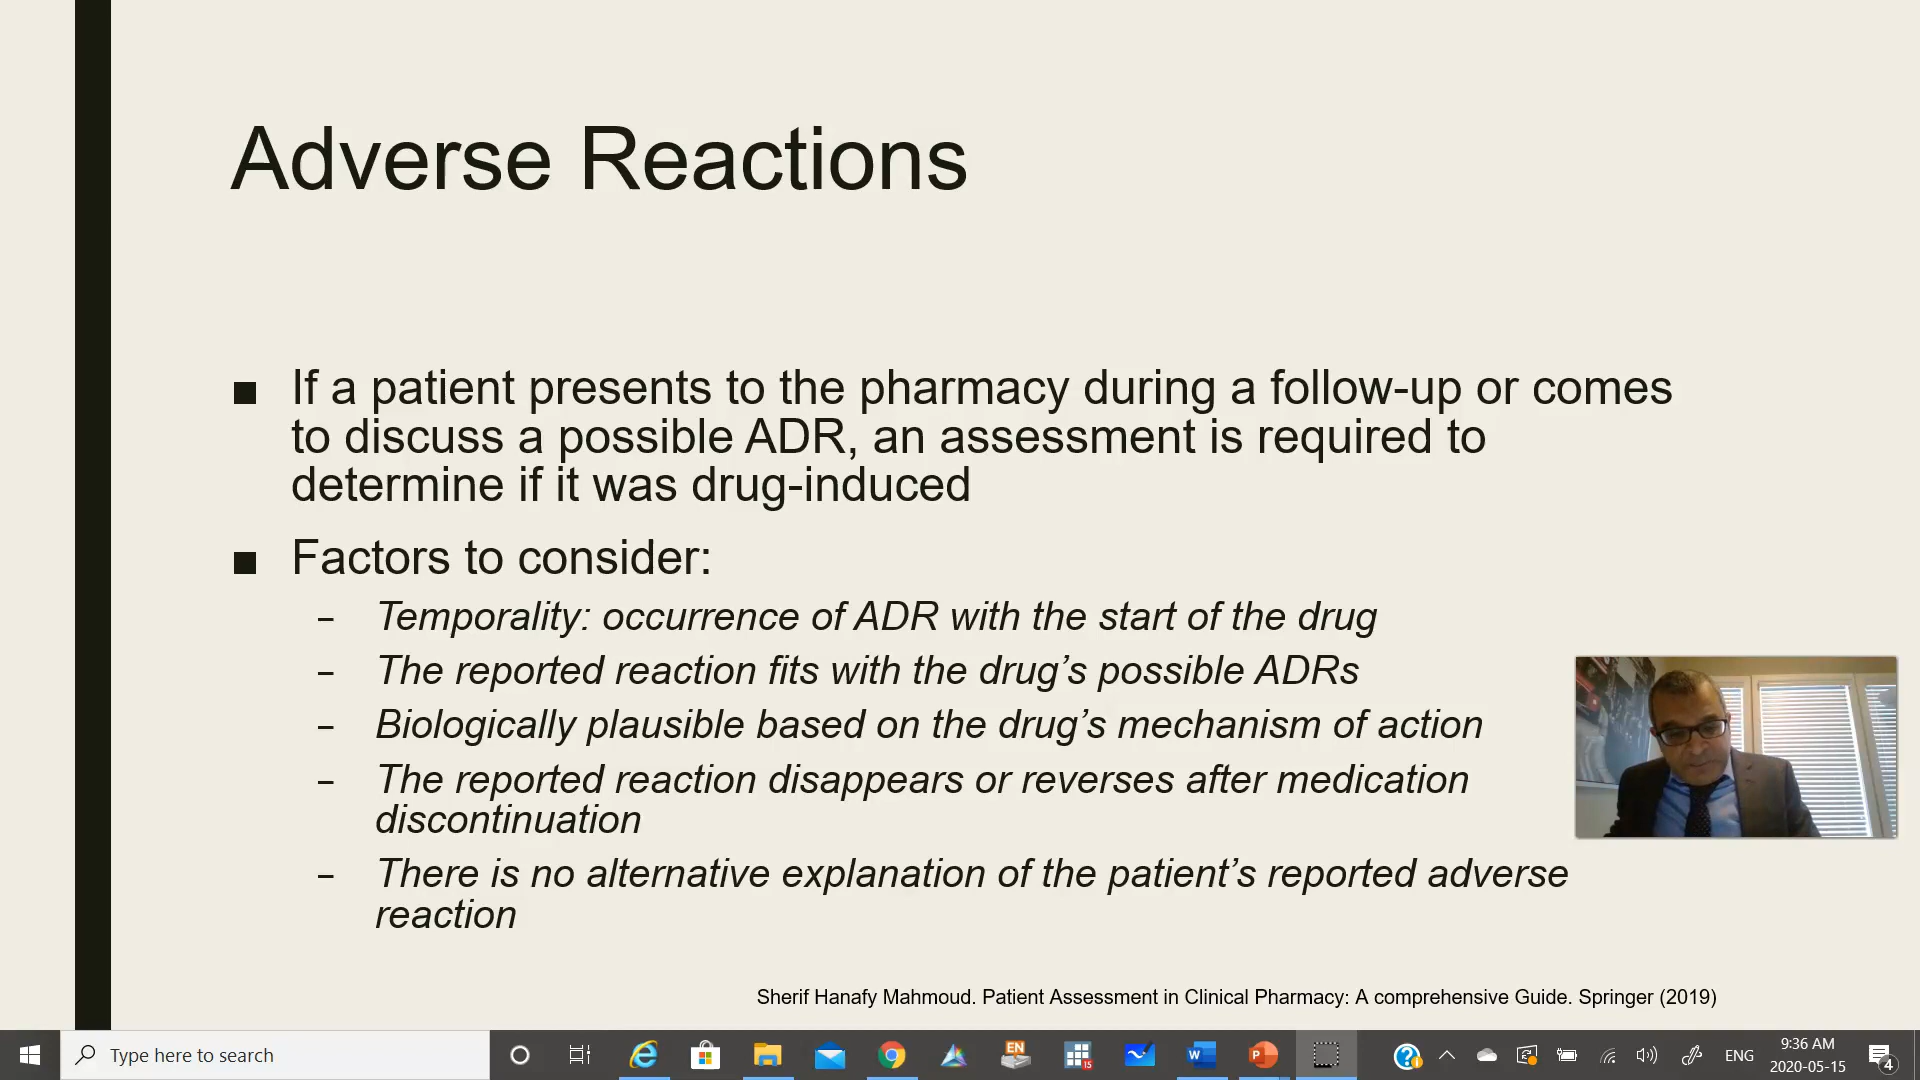 Adverse Reactions
■ If a patient presents to the pharmacy during a follow-up or comes
to discuss a possible ADR, an assessment is required to
determine if it was drug-induced
■ Factors to consider:
– Temporality: occurrence of ADR with the start of the drug
– The reported reaction fits with the drug’s possible ADRs
– Biologically plausible based on the drug’s mechanism of action
– The reported reaction disappears or reverses after medication
discontinuation
– There is no alternative explanation of the patient’s reported adverse
reaction
Sherif Hanafy Mahmoud. Patient Assessment in Clinical Pharmacy: A comprehensive Guide. Springer (2019)
Type here to search
EN
15
W
P
ENG
9:36 AM
2020-05-15
4